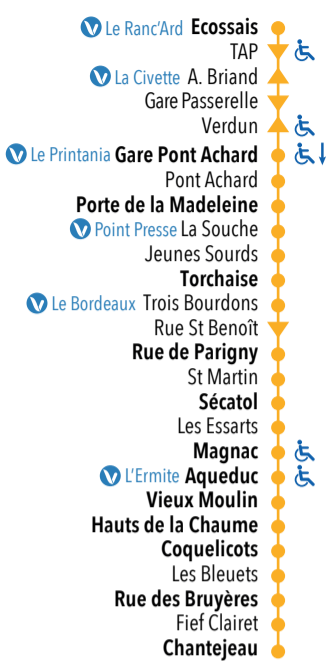 Le Ranc'Ard Ecossais
TAP
La Civette A. Briand
Gare Passerelle
Verdun
Le Printania Gare Pont Achard
Pont Achard
Porte de la Madeleine
Point Presse La Souche
Jeunes Sourds
Torchaise
Le Bordeaux Trois Bourdons
Rue St Benoît
Rue de Parigny
St Martin
Sécatol
Les Essarts
Magnac
L'Ermite Aqueduc
Vieux Moulin
Hauts de la Chaume
Coquelicots
Les Bleuets
Rue des Bruyères
Fief Clairet
Chantejeau